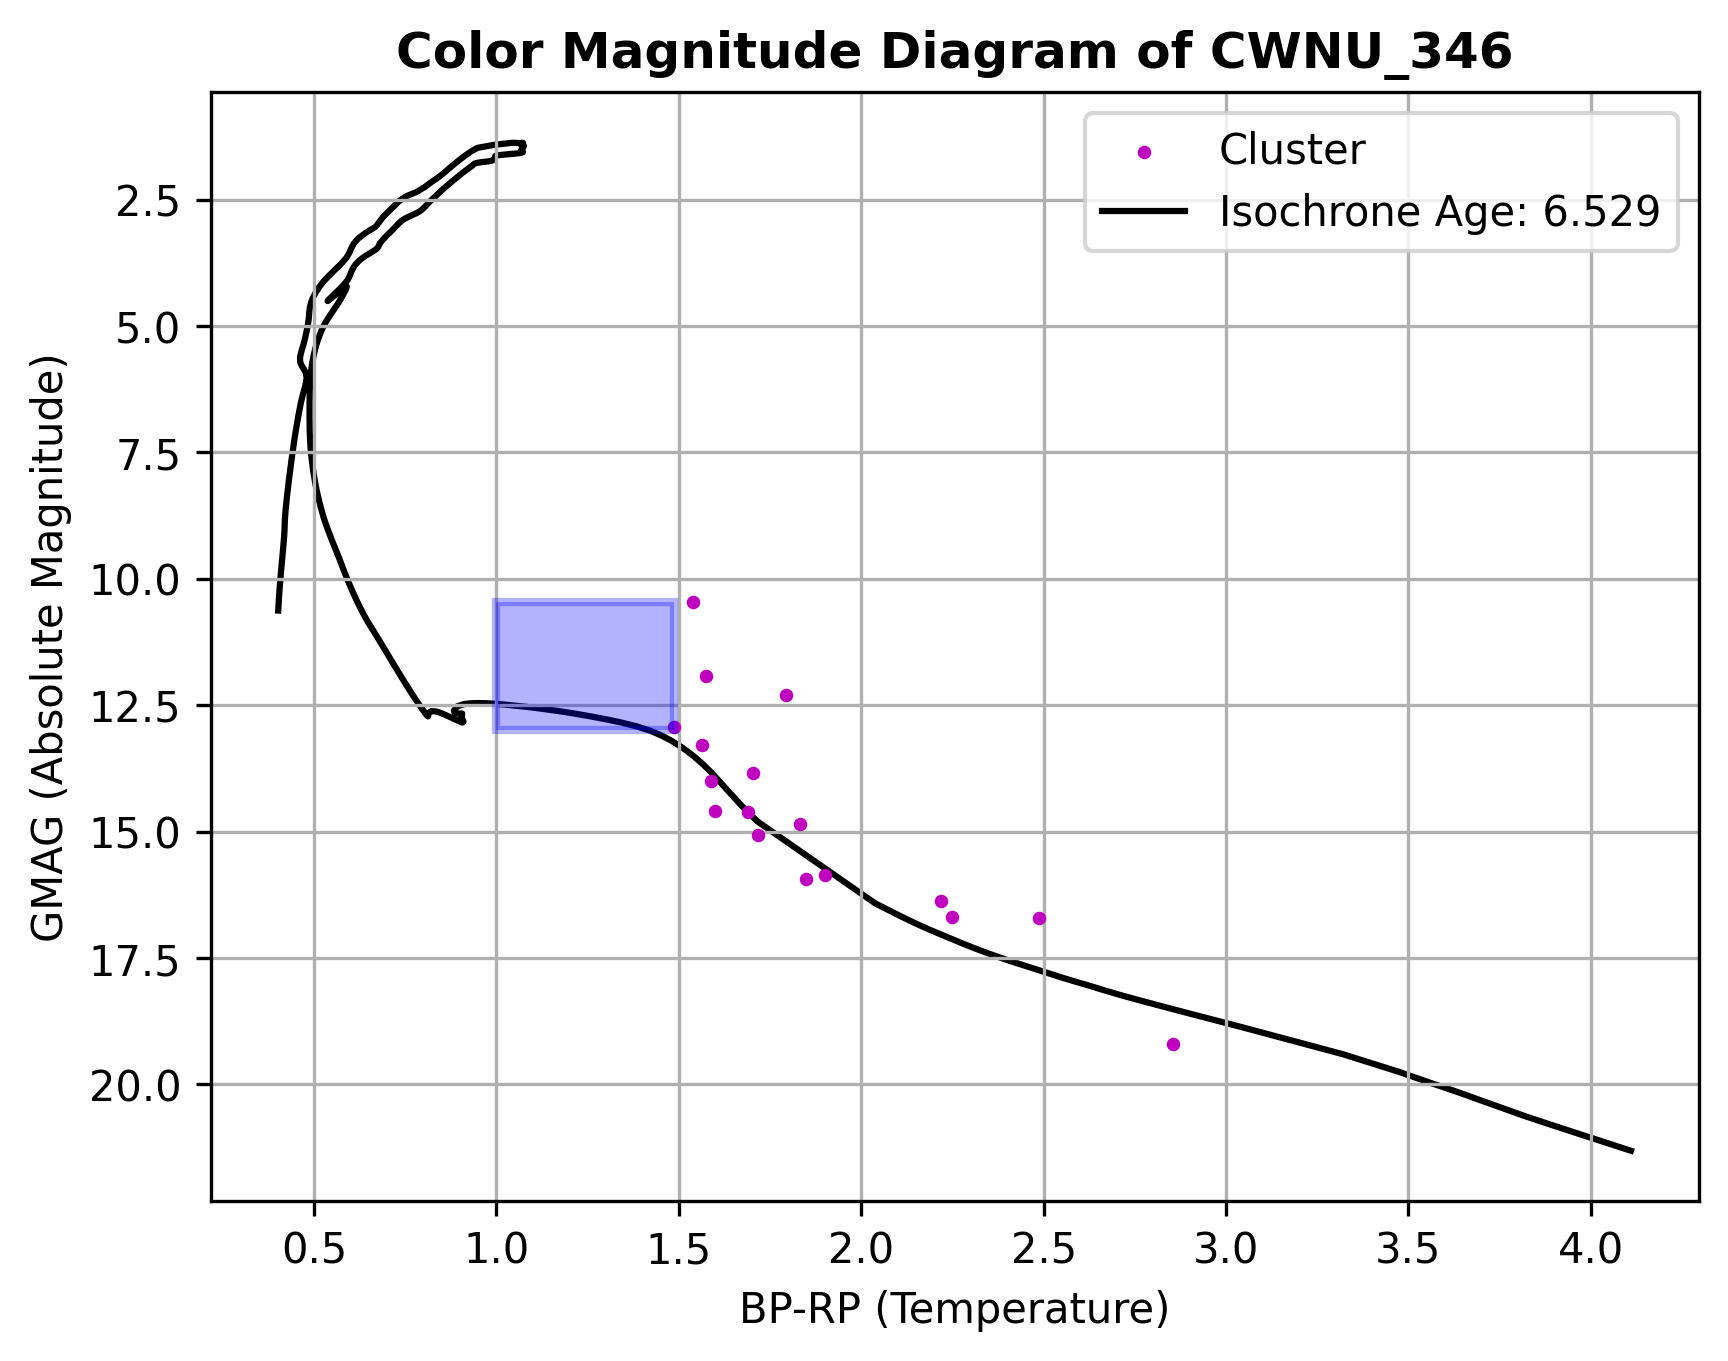 Color Magnitude Diagram of CWNU_346
Cluster
Isochrone Age: 6.529
GMAG (Absolute Magnitude)
2.5
5.0
7.5
10.0
12.5
15.0
17.5
20.0
0.5 1.0 1.5 2.0 2.5 3.0 3.5 4.0
BP-RP (Temperature)